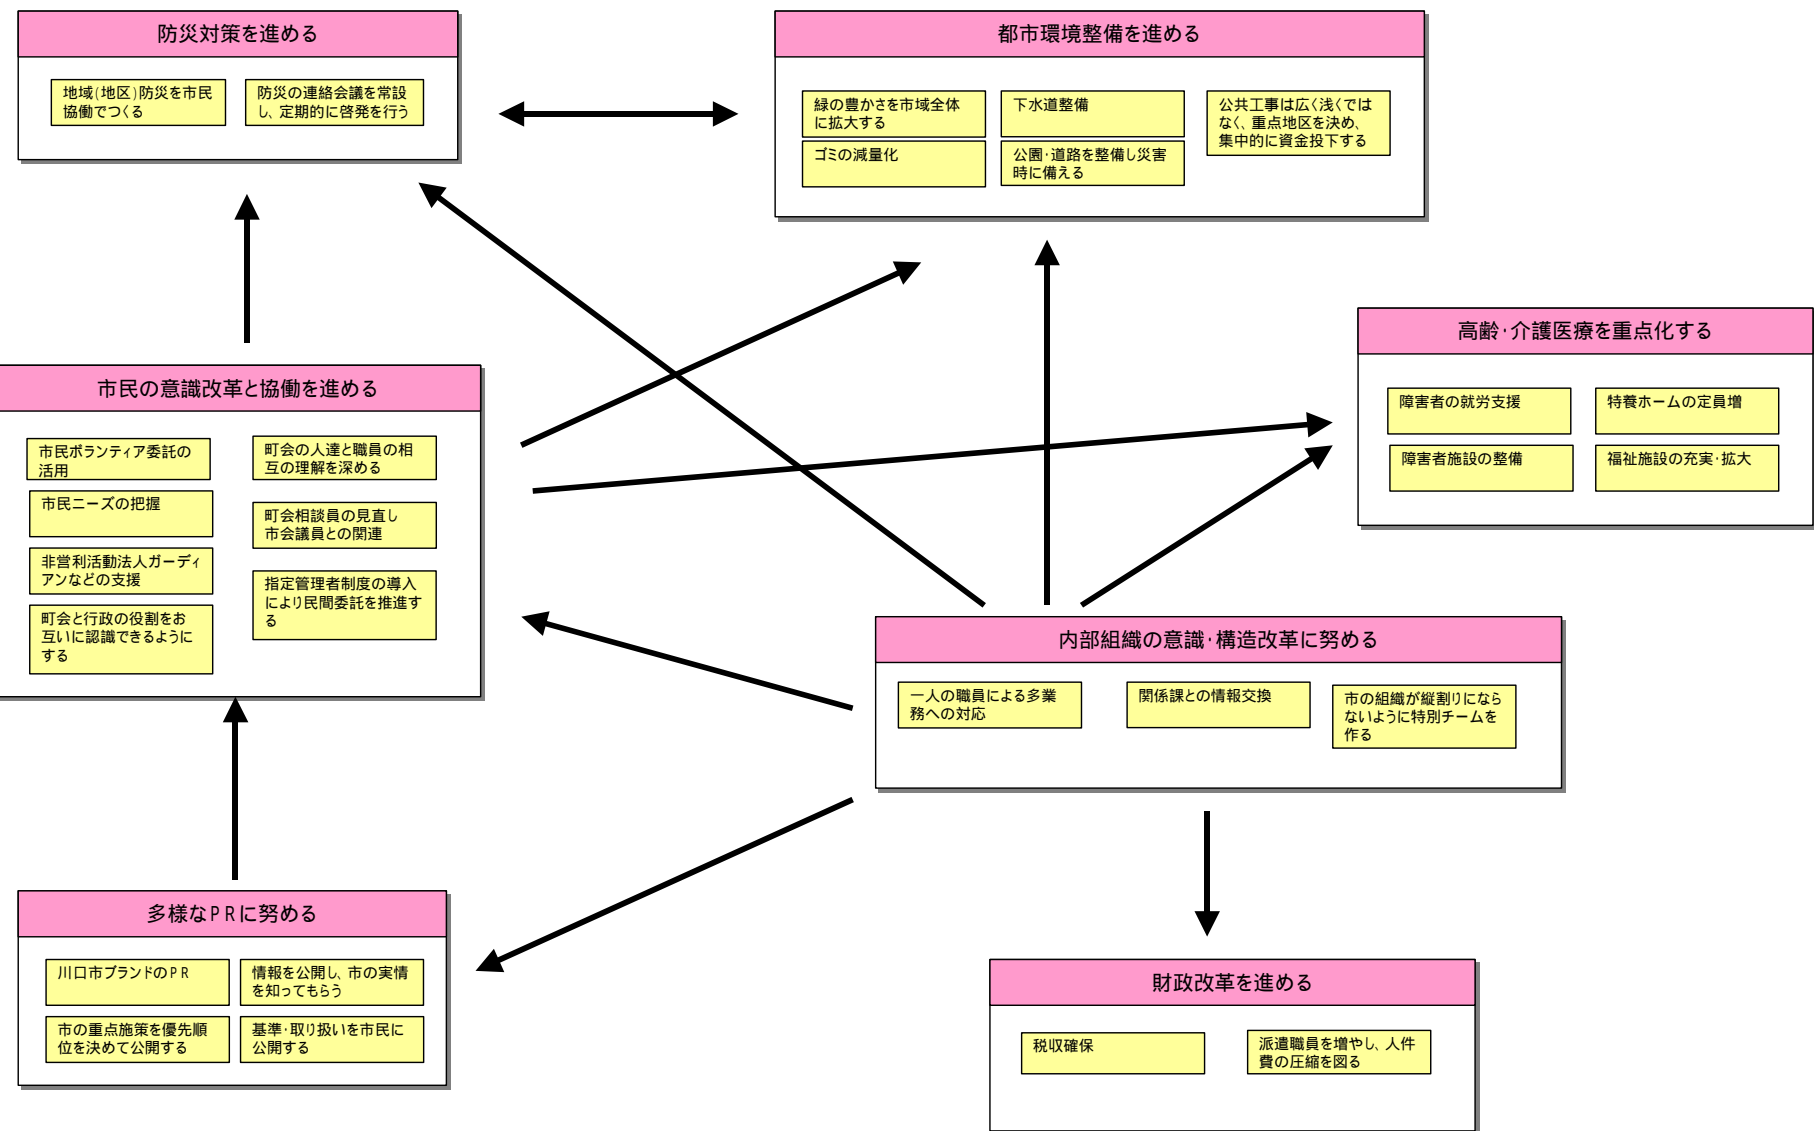 防災対策を進める
地域(地区)防災を市民
協働でつくる
防災の連絡会議を常設
し、定期的に啓発を行う
都市環境整備を進める
緑の豊かさを市域全体
に拡大する
下水道整備
公共工事は広く浅くでは
なく、重点地区を決め、
集中的に資金投下する
ゴミの減量化
公園・道路を整備し災害
時に備える
高齢・介護医療を重点化する
障害者の就労支援
特養ホームの定員増
障害者施設の整備
福祉施設の充実・拡大
市民の意識改革と協働を進める
市民ボランティア委託の
活用
市民ニーズの把握
非営利活動法人ガーディ
アンなどの支援
町会と行政の役割をお
互いに認識できるように
する
町会の人達と職員の相
互の理解を深める
町会相談員の見直し
市会議員との関連
指定管理者制度の導入
により民間委託を推進す
る
内部組織の意識・構造改革に努める
一人の職員による多業
務への対応
関係課との情報交換
市の組織が縦割りになら
ないように特別チームを
作る
多様なPRに努める
川口市ブランドのPR
情報を公開し、市の実情
を知ってもらう
市の重点施策を優先順
位を決めて公開する
基準・取り扱いを市民に
公開する
財政改革を進める
税収確保
派遣職員を増やし、人件
費の圧縮を図る